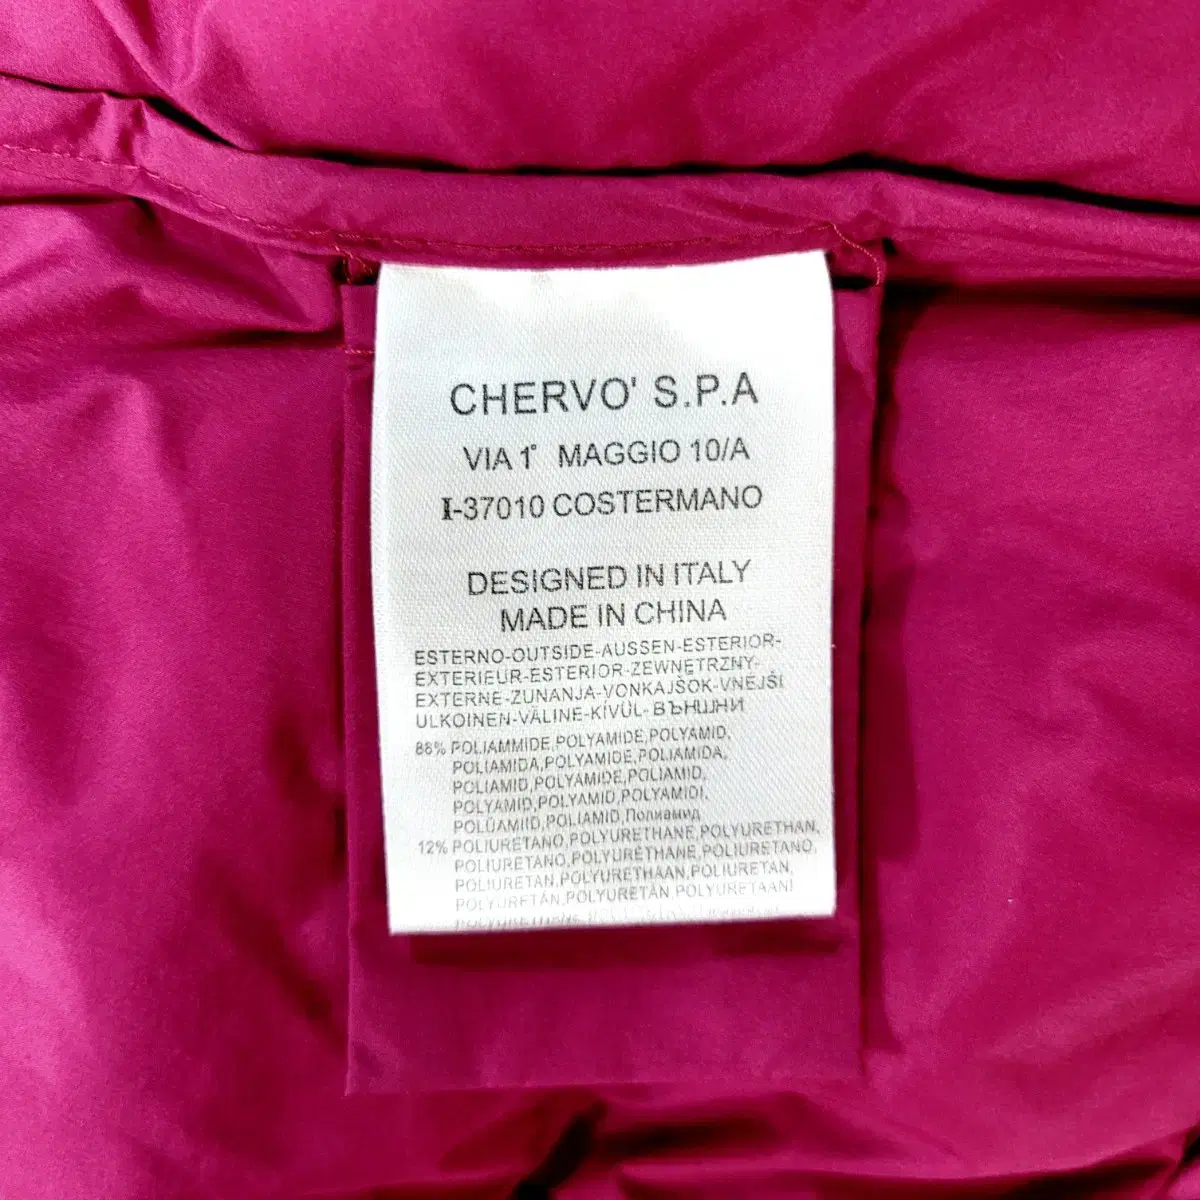 CHERVO' S.P.A
VIA 1° MAGGIO 10/A
I-37010 COSTERMANO
DESIGNED IN ITALY
MADE IN CHINA
ESTERNO-OUTSIDE-AUSSEN-ESTERIOR-
EXTERIEUR-ESTERIOR-ZEWNĘTRZNY-
EXTERNE-ZUNANJA-VONKAJŠOK-VNEJŠI
ULKOINEN-VÄLINE-KÍVÜL-ВЪНШНИ
88% POLIAMMIDE,POLYAMIDE,POLYAMID,
POLIAMIDA,POLYAMIDE,POLIAMIDA,
POLIAMID,POLYAMIDE,POLIAMID,
POLYAMID,POLYAMID,POLYAMIDI,
POLÜAMIID,POLIAMID,Полиамид
12% POLIURETANO,POLYURETHANE,POLYURETHAN,
POLIURETANO,POLYURÉTHANE,POLIURETANO,
POLIURETAN,POLYURETHAAN,POLIURETAN,
POLYURETÁN,POLYURETÁN,POLYURETAANI